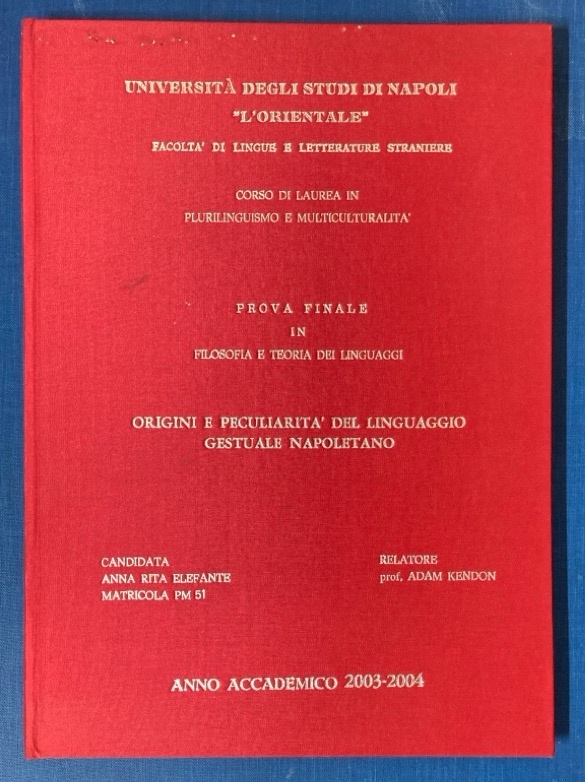 UNIVERSITÀ DEGLI STUDI DI NAPOLI
"L'ORIENTALE"
FACOLTA' DI LINGUE E LETTERATURE STRANIERE
CORSO DI LAUREA IN
PLURILINGUISMO E MULTICULTURALITA'
PROVA FINALE
IN
FILOSOFIA E TEORIA DEI LINGUAGGI
ORIGINI E PECULIARITA' DEL LINGUAGGIO
GESTUALE NAPOLETANO
CANDIDATA
ANNA RITA ELEFANTE
MATRICOLA PM 51
RELATORE
prof. ADAM KENDON
ANNO ACCADEMICO 2003-2004